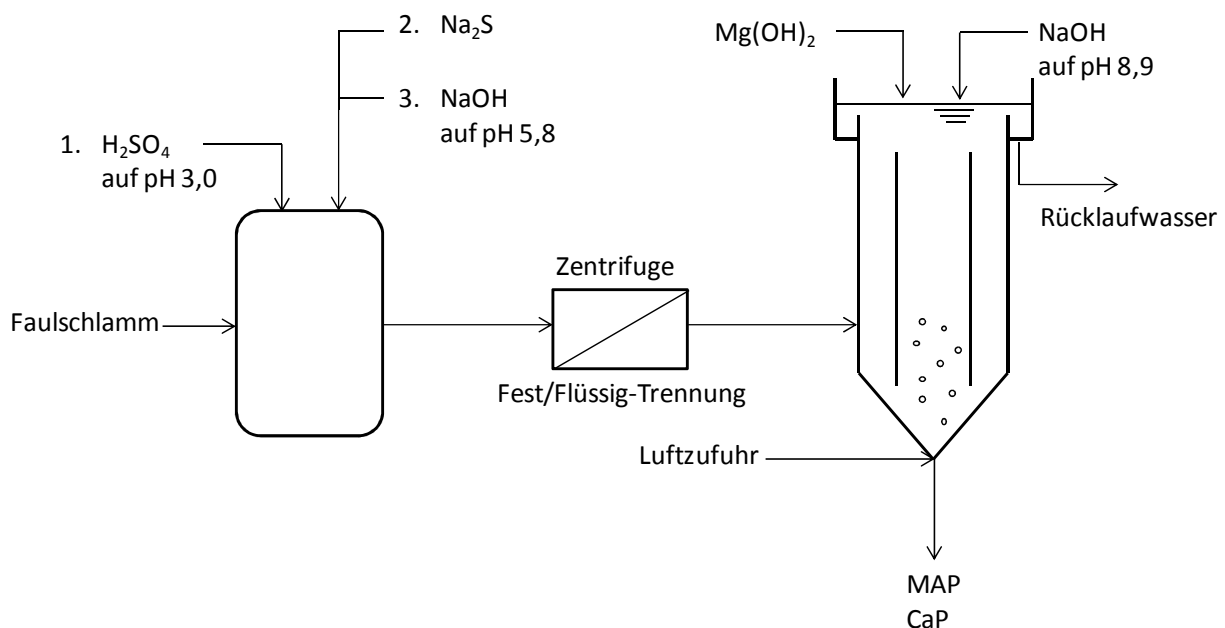 2. Na₂S
3. NaOH
auf pH 5,8
1. H₂SO₄
auf pH 3,0
Faulschlamm
Zentrifuge
Fest/Flüssig-Trennung
Mg(OH)₂
NaOH
auf pH 8,9
Rücklaufwasser
Luftzufuhr
MAP
CaP